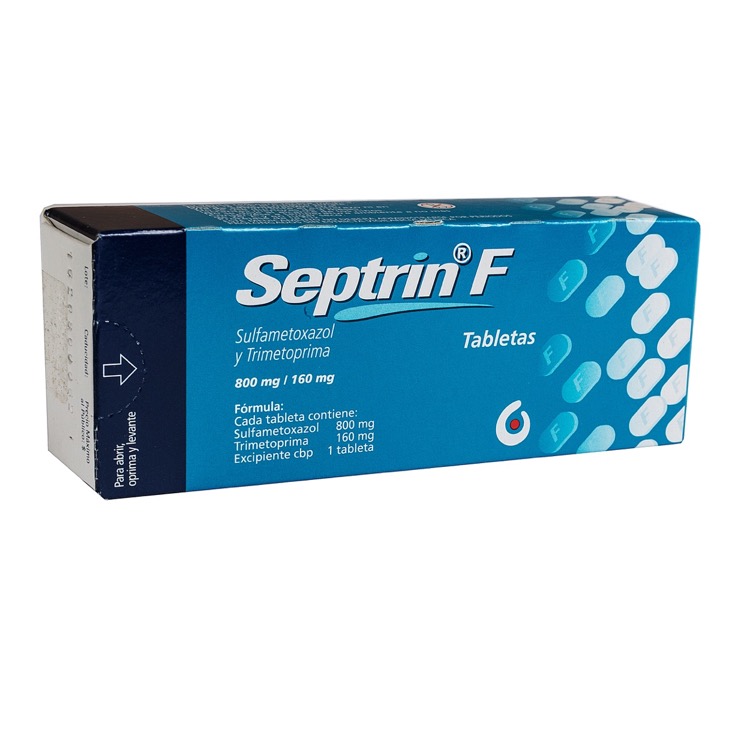 Septrin® F
Sulfametoxazol
y Trimetoprima
800 mg / 160 mg
Tabletas
Fórmula:
Cada tableta contiene:
Sulfametoxazol 800 mg
Trimetoprima 160 mg
Excipiente cbp 1 tableta
Para abrir,
oprima y levante
Lote:
Caducidad:
Precio Máximo
al Público: $
F
F
F
F
F
F
F